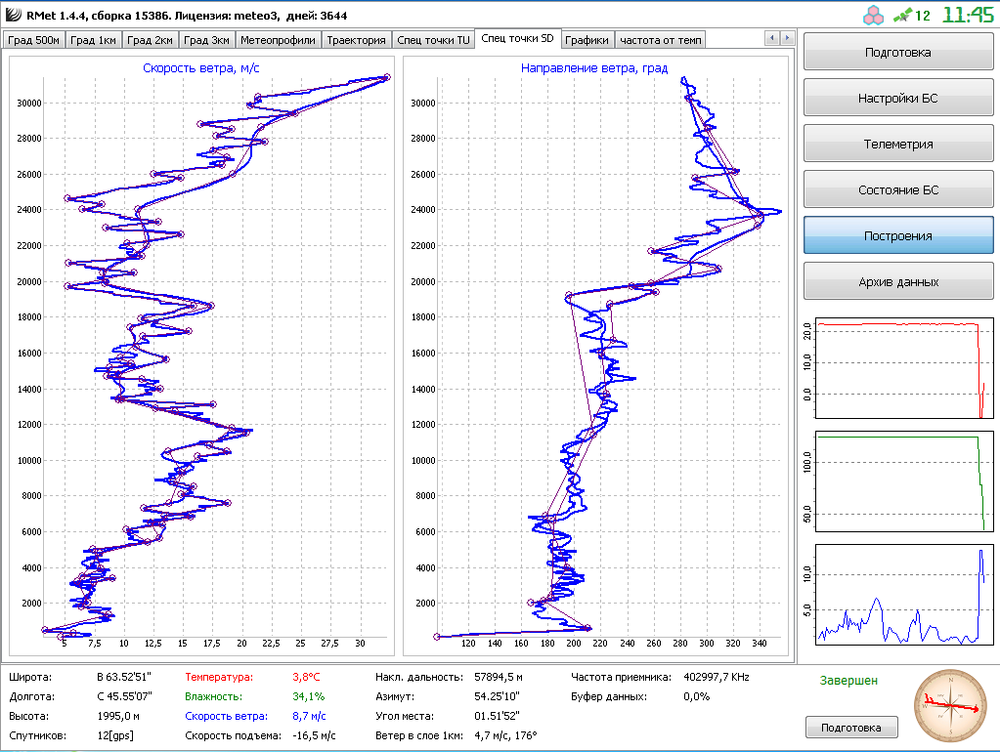 RMet 1.4.4, сборка 15386. Лицензия: meteo3, дней: 3644
12 11:45
Град 500м Град 1км Град 2км Град 3км Метеопрофили Траектория Спец точки TU Спец точки SD Графики частота от темп
Скорость ветра, м/с
30000
28000
26000
24000
22000
20000
18000
16000
14000
12000
10000
8000
6000
4000
2000
5 7,5 10 12,5 15 17,5 20 22,5 25 27,5 30
Направление ветра, град
30000
28000
26000
24000
22000
20000
18000
16000
14000
12000
10000
8000
6000
4000
2000
120 140 160 180 200 220 240 260 280 300 320 340
Подготовка
Настройки БС
Телеметрия
Состояние БС
Построения
Архив данных
20,0
10,0
0,0
100,0
50,0
10,0
5,0
Широта: В 63.52'51" Температура: 3,8°C Накл. дальность: 57894,5 м Частота приемника: 402997,7 KHz
Долгота: С 45.55'07" Влажность: 34,1% Азимут: 54.25'10" Буфер данных: 0,0%
Высота: 1995,0 м Скорость ветра: 8,7 м/с Угол места: 01.51'52"
Спутников: 12[gps] Скорость подъема: -16,5 м/с Ветер в слое 1км: 4,7 м/с, 176°
Завершен
Подготовка
N
W
S